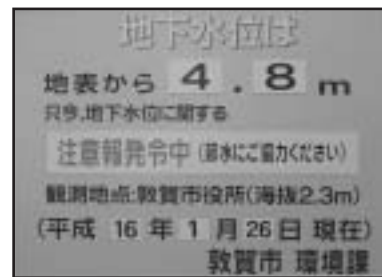 地下水位は
地表から 4.8m
只今,地下水位に関する
注意報発令中(節水にご協力ください)
観測地点:敦賀市役所(海抜2.3m)
(平成 16 年 1 月 26 日 現在)
敦賀市 環境課